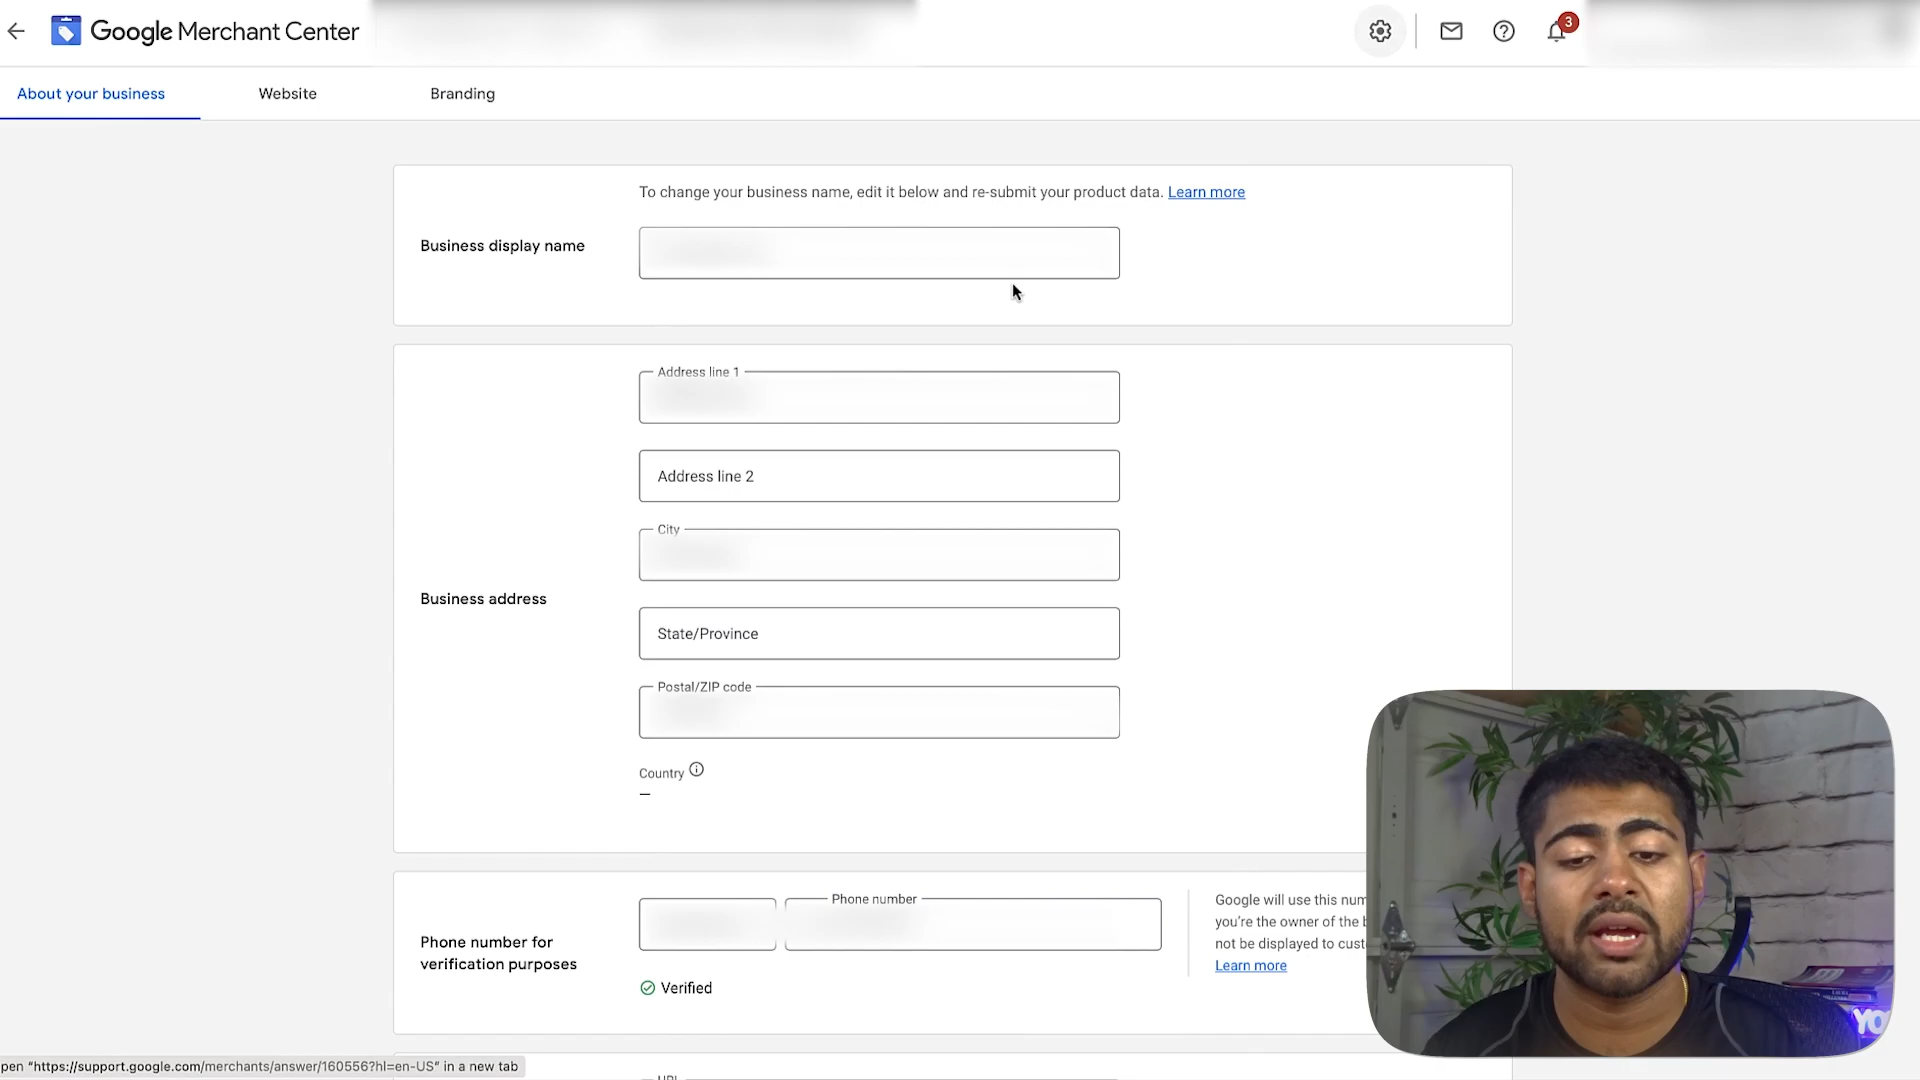 Google Merchant Center
3
About your business
Website
Branding
To change your business name, edit it below and re-submit your product data. Learn more
Business display name
Address line 1
Address line 2
City
Business address
State/Province
Postal/ZIP code
Country
–
Phone number for
verification purposes
Phone number
Verified
Google will use this num
you're the owner of the b
not be displayed to cust
Learn more
pen "https://support.google.com/merchants/answer/160556?hl=en-US" in a new tab
URL
YO